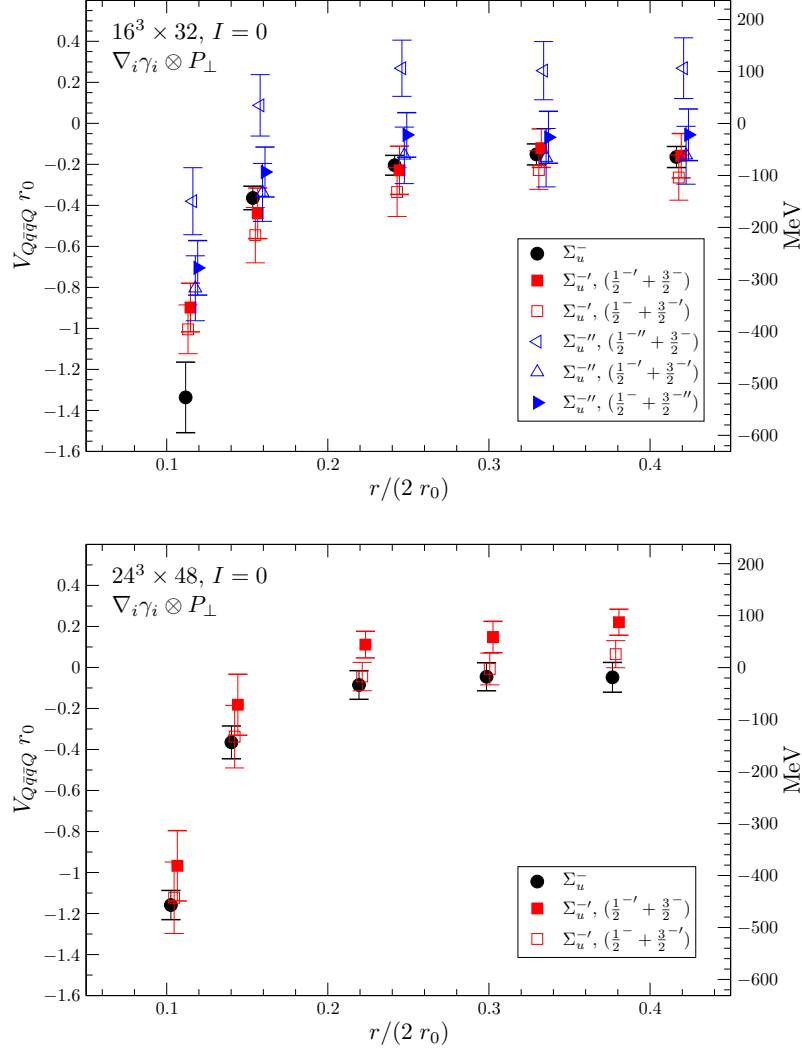 16³ × 32, I = 0
∇ᵢγᵢ ⊗ P⊥
0.4
0.2
0
−0.2
−0.4
−0.6
−0.8
−1
−1.2
−1.4
−1.6
V_{Qq̄q̄Q} r₀
200
100
0
−100
−200
−300
−400
−500
−600
MeV
Σᵤ⁻
Σᵤ⁻′, (½⁻′ + 3/2⁻)
Σᵤ⁻′, (½⁻ + 3/2⁻′)
Σᵤ⁻″, (½⁻″ + 3/2⁻)
Σᵤ⁻″, (½⁻′ + 3/2⁻′)
Σᵤ⁻″, (½⁻ + 3/2⁻″)
0.1 0.2 0.3 0.4
r/(2 r₀)
24³ × 48, I = 0
∇ᵢγᵢ ⊗ P⊥
0.4
0.2
0
−0.2
−0.4
−0.6
−0.8
−1
−1.2
−1.4
−1.6
V_{Qq̄q̄Q} r₀
200
100
0
−100
−200
−300
−400
−500
−600
MeV
Σᵤ⁻
Σᵤ⁻′, (½⁻′ + 3/2⁻)
Σᵤ⁻′, (½⁻ + 3/2⁻′)
0.1 0.2 0.3 0.4
r/(2 r₀)